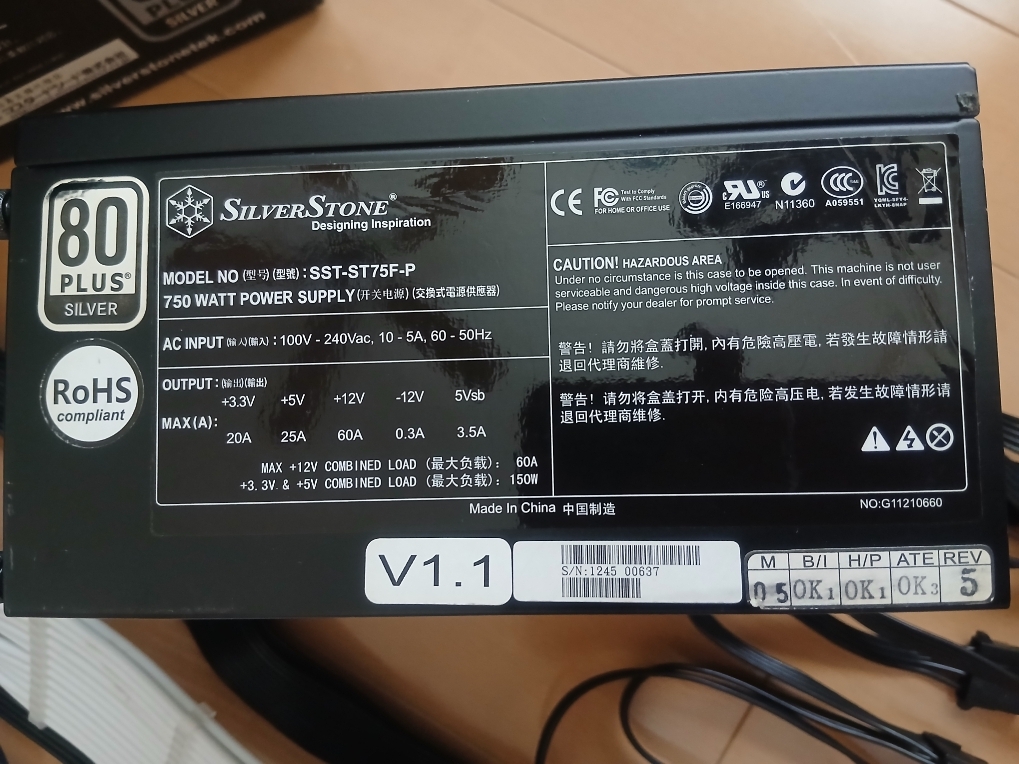 SILVER
www.silverstonetek.com
80
PLUS®
SILVER
RoHS
compliant
SILVERSTONE®
Designing Inspiration
MODEL NO (型号) (型號) : SST-ST75F-P
750 WATT POWER SUPPLY (开关电源) (交換式電源供應器)
AC INPUT (输入) (輸入) : 100V - 240Vac, 10 - 5A, 60 - 50Hz
OUTPUT : (输出) (輸出)
+3.3V +5V +12V -12V 5Vsb
MAX (A) :
20A 25A 60A 0.3A 3.5A
MAX +12V COMBINED LOAD (最大负载): 60A
+3.3V & +5V COMBINED LOAD (最大负载): 150W
CE FC Test to Comply With FCC Standards
FOR HOME OR OFFICE USE
c RU US
E166947
N11360
CCC
A059551
CAUTION! HAZARDOUS AREA
Under no circumstance is this case to be opened. This machine is not user
serviceable and dangerous high voltage inside this case. In event of difficulty.
Please notify your dealer for prompt service.
警告! 請勿將盒蓋打開, 內有危險高壓電, 若發生故障情形請
退回代理商維修.
警告! 请勿将盒盖打开, 内有危险高压电, 若发生故障情形请
退回代理商维修.
Made In China 中国制造
NO:G11210660
V1.1
S/N:1245 00637
M B/I H/P ATE REV
05 OK1 OK1 OK3 5